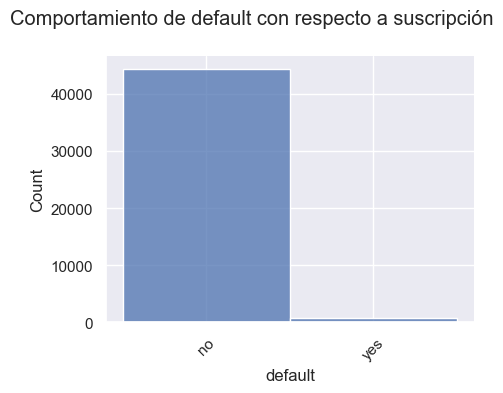 Comportamiento de default con respecto a suscripción
40000
30000
20000
10000
0
Count
no
yes
default